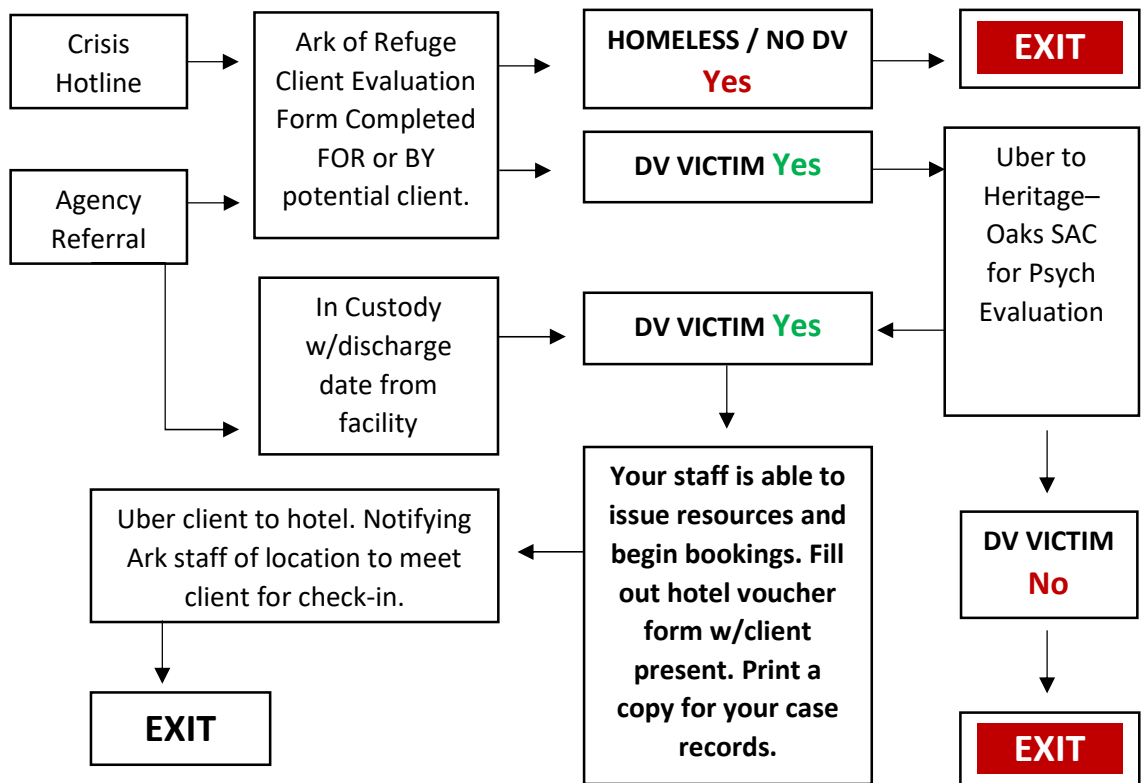 Crisis
Hotline
Ark of Refuge
Client Evaluation
Form Completed
FOR or BY
potential client.
HOMELESS / NO DV
Yes
EXIT
Agency
Referral
DV VICTIM Yes
Uber to
Heritage–
Oaks SAC
for Psych
Evaluation
In Custody
w/discharge
date from
facility
DV VICTIM Yes
Your staff is able to
issue resources and
begin bookings. Fill
out hotel voucher
form w/client
present. Print a
copy for your case
records.
Uber client to hotel. Notifying
Ark staff of location to meet
client for check-in.
EXIT
DV VICTIM
No
EXIT